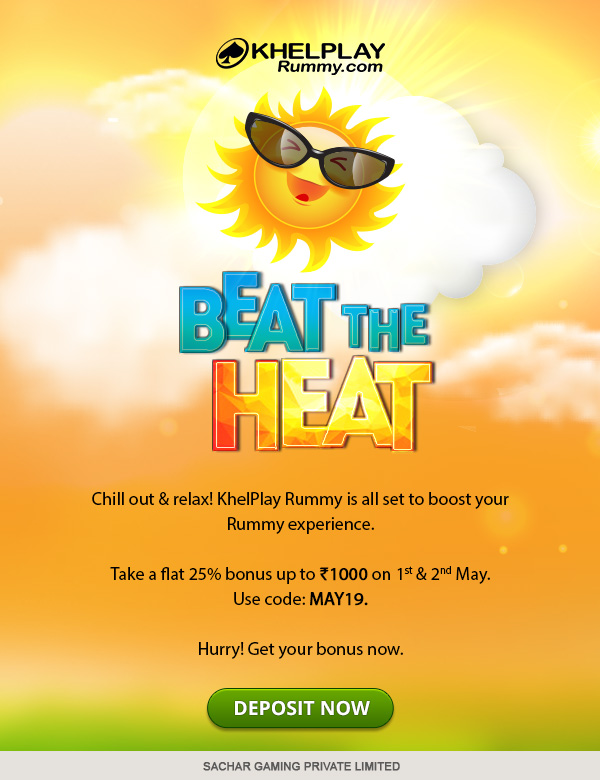 KHELPLAY
Rummy.com
BEAT THE
HEAT
Chill out & relax! KhelPlay Rummy is all set to boost your
Rummy experience.
Take a flat 25% bonus up to ₹1000 on 1st & 2nd May.
Use code: MAY19.
Hurry! Get your bonus now.
DEPOSIT NOW
SACHAR GAMING PRIVATE LIMITED